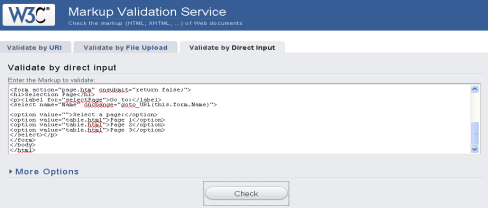 W3C®
Markup Validation Service
Check the markup (HTML, XHTML, ...) of Web documents
Validate by URI
Validate by File Upload
Validate by Direct Input
Validate by direct input
Enter the Markup to validate:
<form action="page.htm" onsubmit="return false;">
<h1>Selection Page</h1>
<p><label for="selectPage">Go to:</label>
<select name="Name" onchange="goto_URL(this.form.Name)">
<option value="">Select a page:</option>
<option value="table.html">Page 1</option>
<option value="table.html">Page 2</option>
<option value="table.html">Page 3</option>
</select></p>
</form>
</body>
</html>
More Options
Check